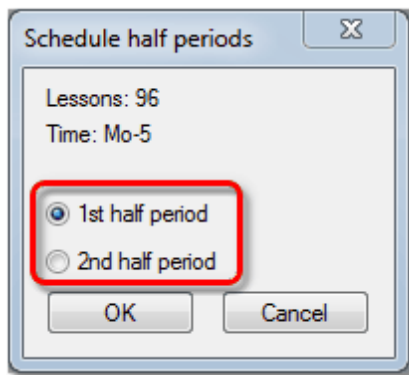 Schedule half periods
Lessons: 96
Time: Mo-5
1st half period
2nd half period
OK Cancel